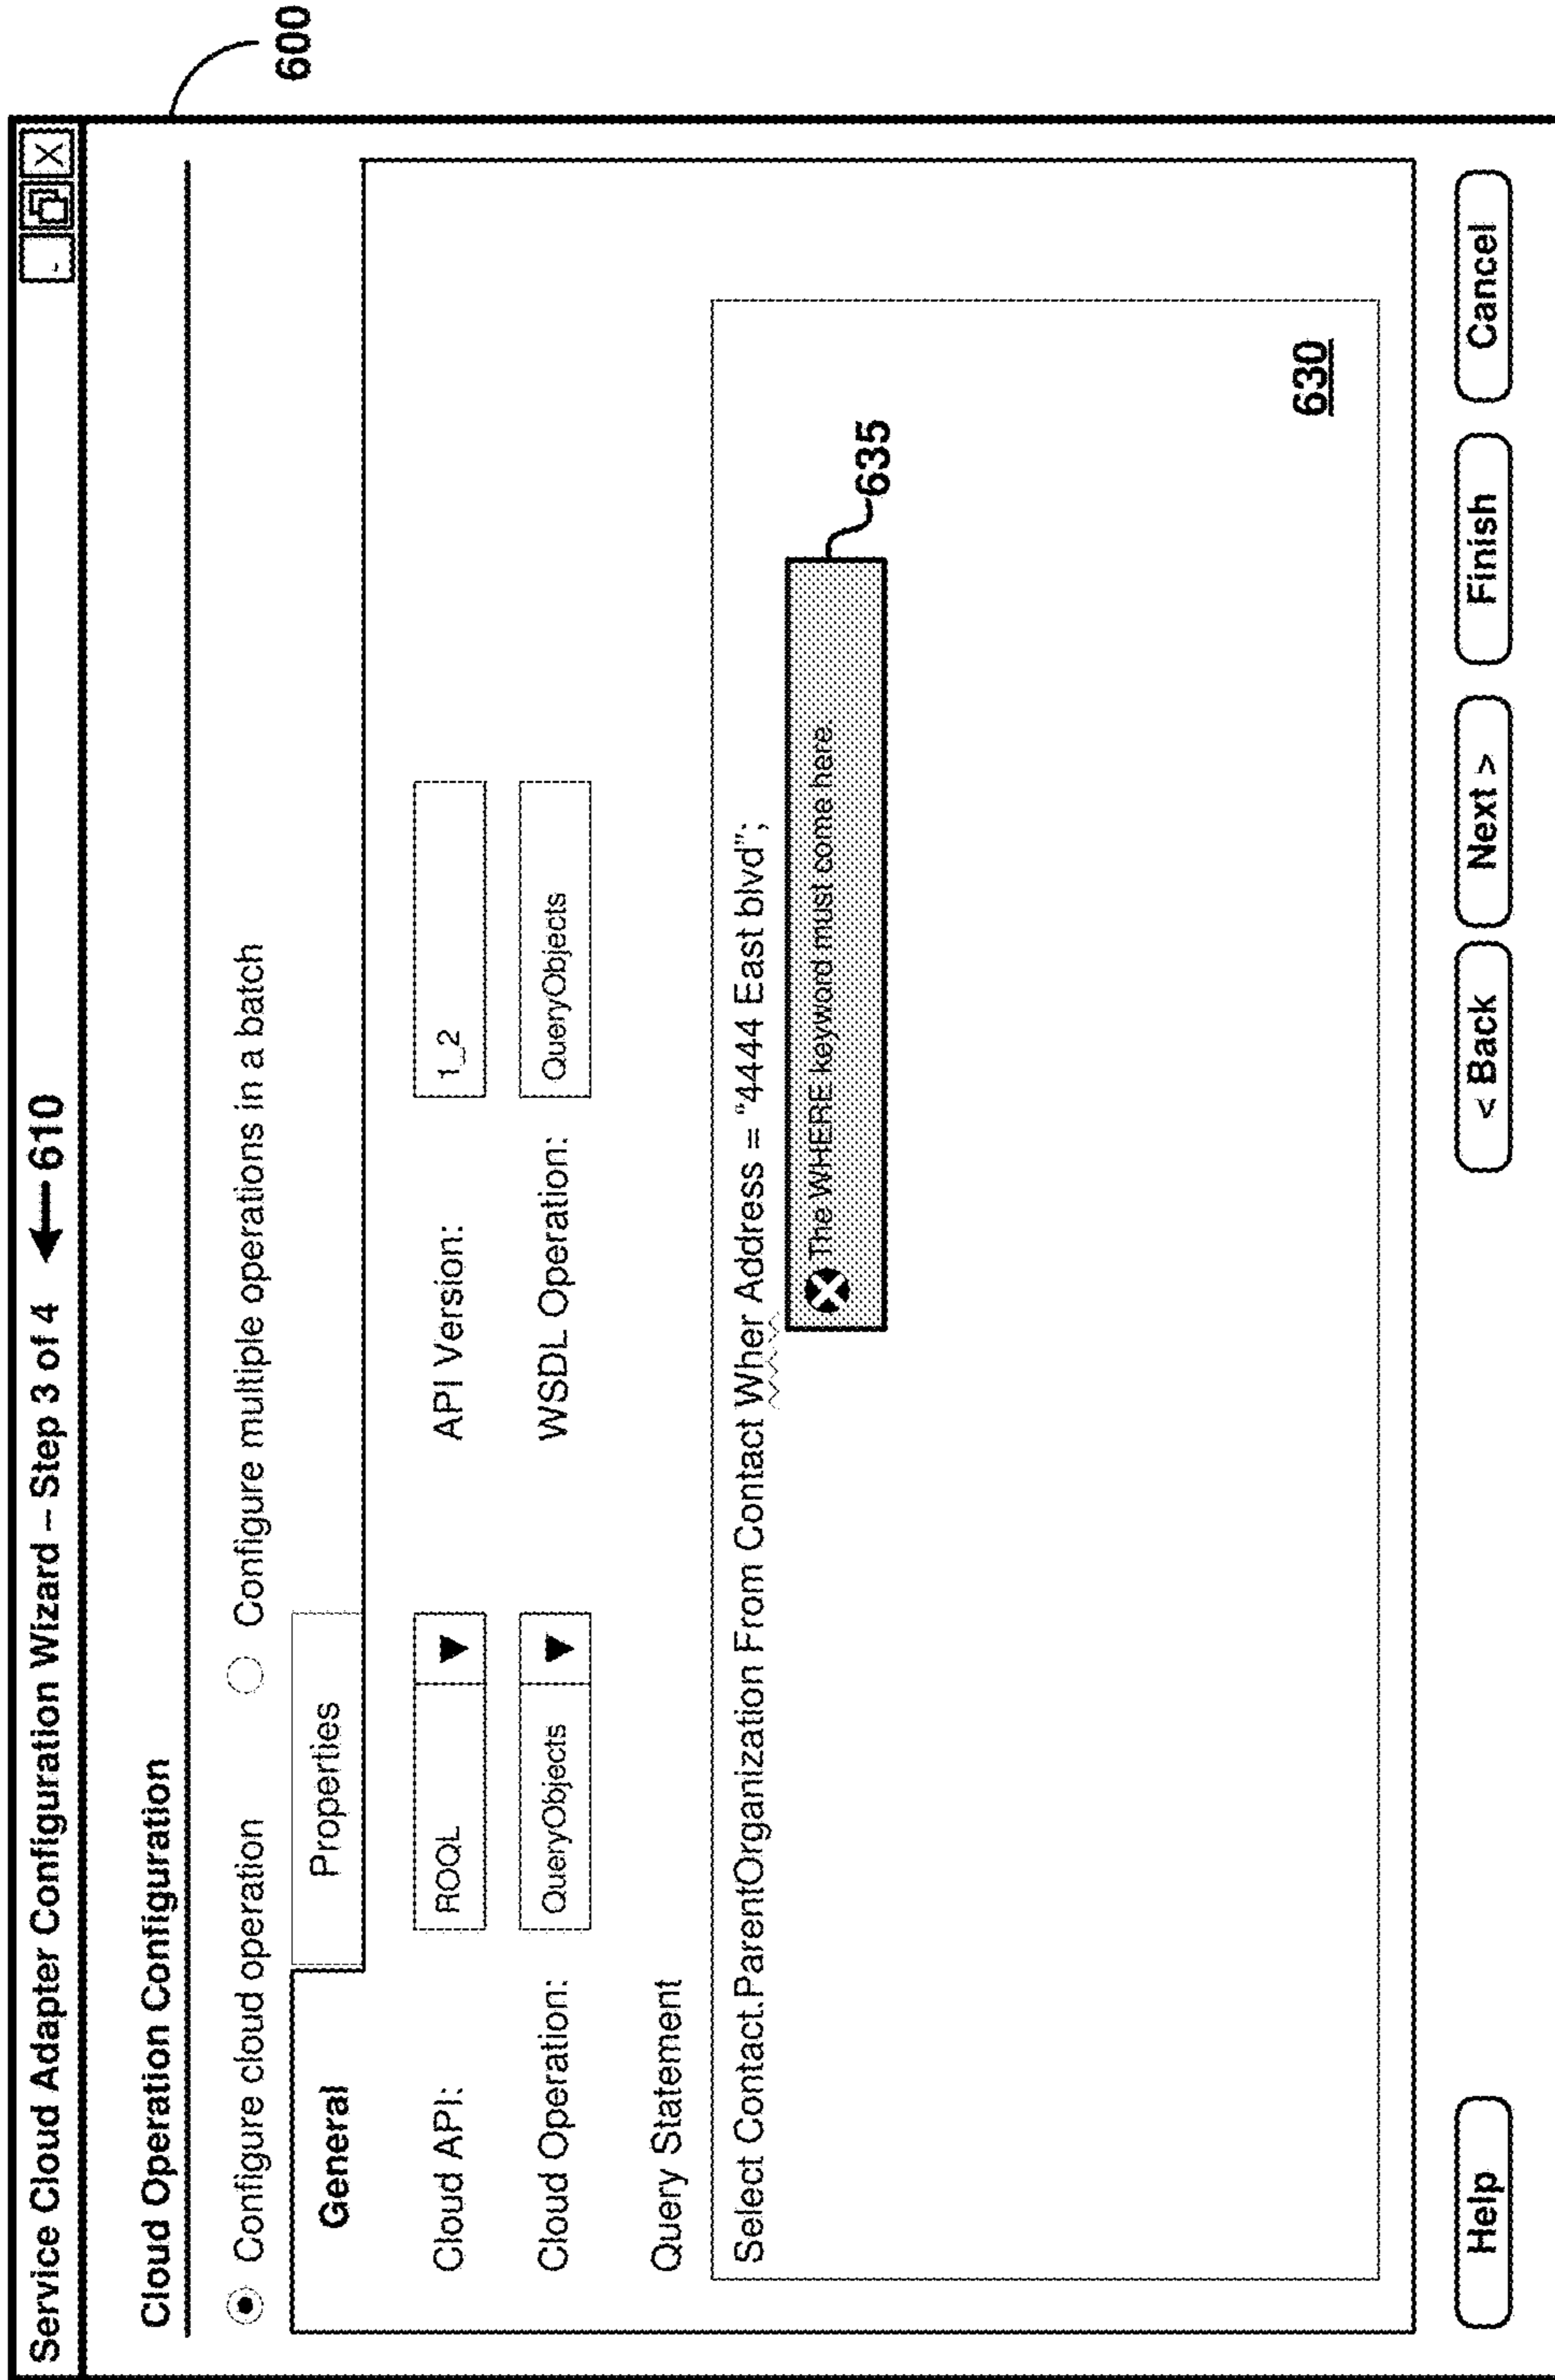 Service Cloud Adapter Configuration Wizard – Step 3 of 4 610
- X
600
Cloud Operation Configuration
Configure cloud operation Configure multiple operations in a batch
General Properties
Cloud API: ROQL API Version: 1_2
Cloud Operation: QueryObjects WSDL Operation: QueryObjects
Query Statement
Select Contact.ParentOrganization From Contact Wher Address = “4444 East blvd”;
The WHERE keyword must come here.
635
630
Help < Back Next > Finish Cancel